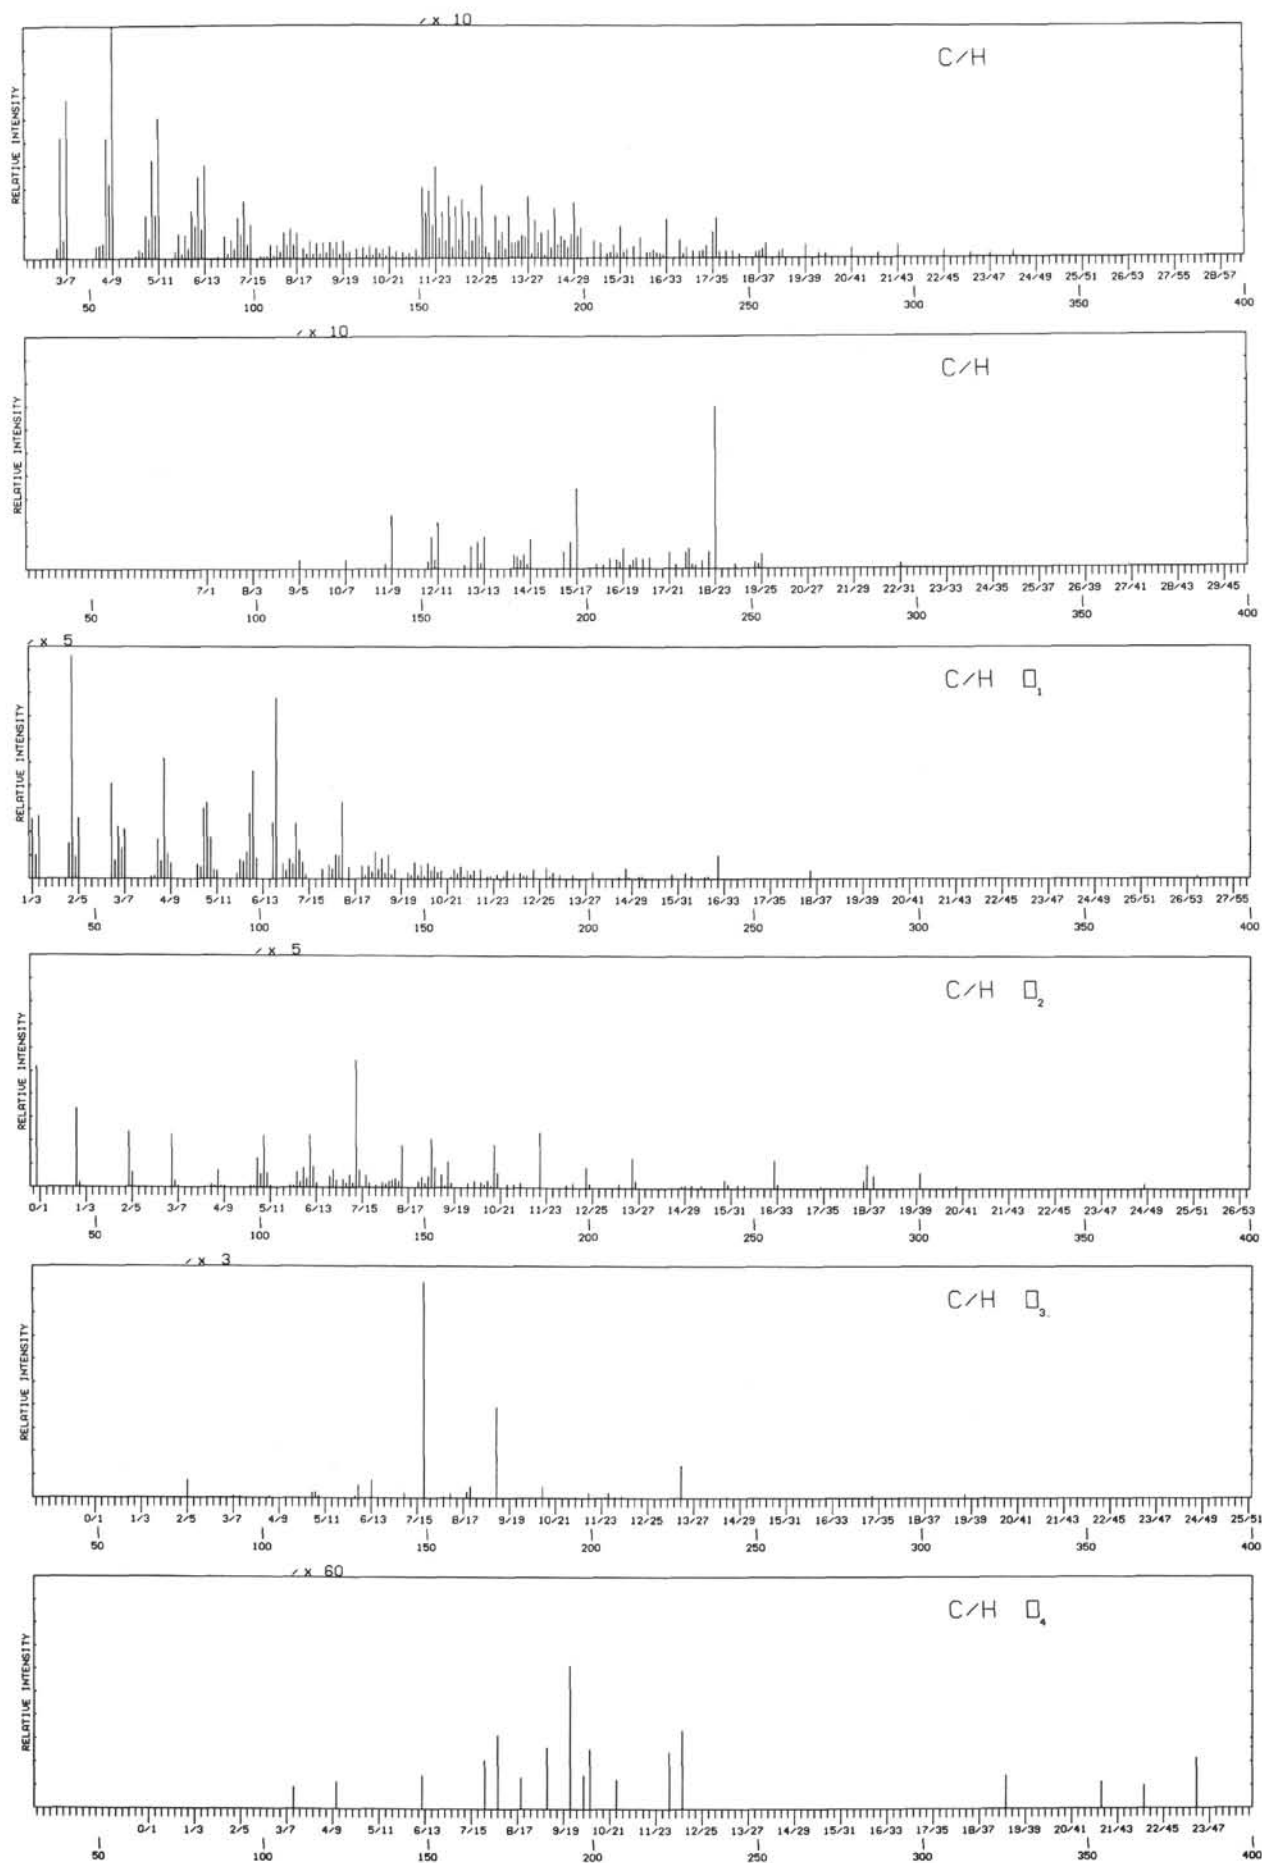 / x 10
C/H
RELATIVE INTENSITY
3/7 4/9 5/11 6/13 7/15 8/17 9/19 10/21 11/23 12/25 13/27 14/29 15/31 16/33 17/35 18/37 19/39 20/41 21/43 22/45 23/47 24/49 25/51 26/53 27/55 28/57
50 100 150 200 250 300 350 400
/ x 10
C/H
RELATIVE INTENSITY
7/1 8/3 9/5 10/7 11/9 12/11 13/13 14/15 15/17 16/19 17/21 18/23 19/25 20/27 21/29 22/31 23/33 24/35 25/37 26/39 27/41 28/43 29/45
50 100 150 200 250 300 350 400
/ x 5
C/H O₁
RELATIVE INTENSITY
1/3 2/5 3/7 4/9 5/11 6/13 7/15 8/17 9/19 10/21 11/23 12/25 13/27 14/29 15/31 16/33 17/35 18/37 19/39 20/41 21/43 22/45 23/47 24/49 25/51 26/53 27/55
50 100 150 200 250 300 350 400
/ x 5
C/H O₂
RELATIVE INTENSITY
0/1 1/3 2/5 3/7 4/9 5/11 6/13 7/15 8/17 9/19 10/21 11/23 12/25 13/27 14/29 15/31 16/33 17/35 18/37 19/39 20/41 21/43 22/45 23/47 24/49 25/51 26/53
50 100 150 200 250 300 350 400
/ x 3
C/H O₃
RELATIVE INTENSITY
0/1 1/3 2/5 3/7 4/9 5/11 6/13 7/15 8/17 9/19 10/21 11/23 12/25 13/27 14/29 15/31 16/33 17/35 18/37 19/39 20/41 21/43 22/45 23/47 24/49 25/51
50 100 150 200 250 300 350 400
/ x 60
C/H O₄
RELATIVE INTENSITY
0/1 1/3 2/5 3/7 4/9 5/11 6/13 7/15 8/17 9/19 10/21 11/23 12/25 13/27 14/29 15/31 16/33 17/35 18/37 19/39 20/41 21/43 22/45 23/47
50 100 150 200 250 300 350 400